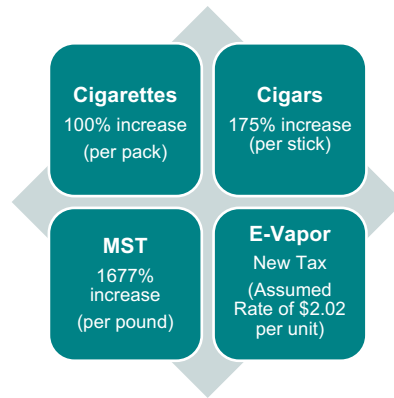 Cigarettes
100% increase
(per pack)
Cigars
175% increase
(per stick)
MST
1677%
increase
(per pound)
E-Vapor
New Tax
(Assumed
Rate of $2.02
per unit)